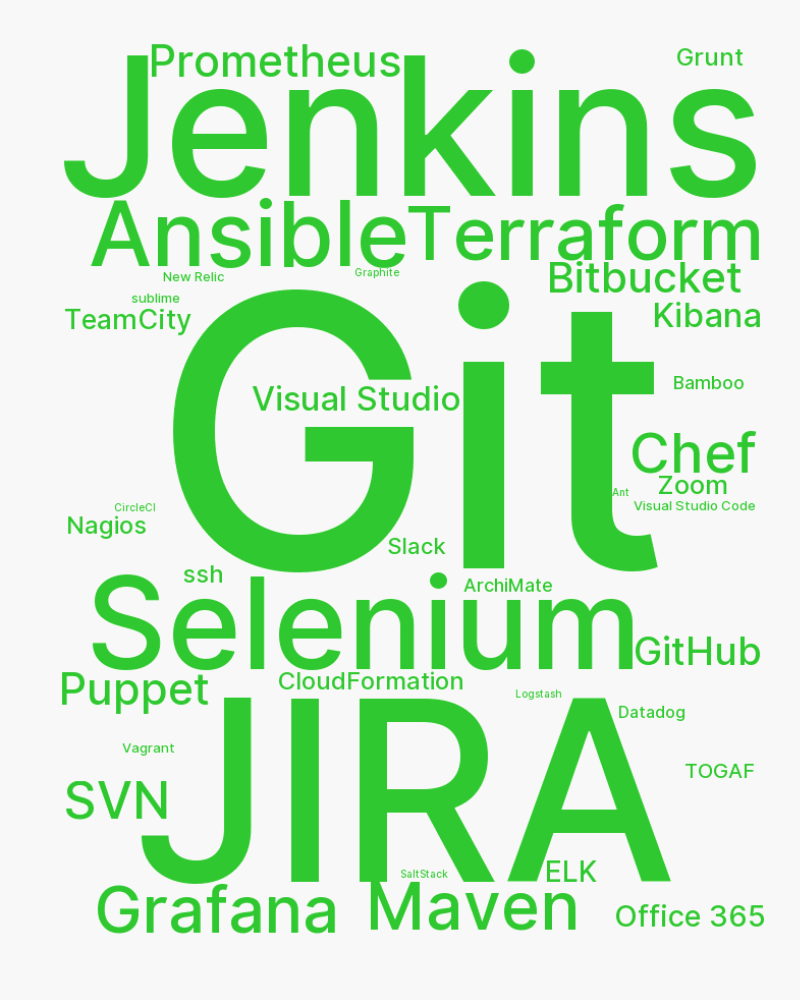 Prometheus
Grunt
Jenkins
Ansible
Terraform
New Relic
Graphite
Bitbucket
sublime
TeamCity
Kibana
Git
Bamboo
Visual Studio
Chef
Zoom
Ant
Visual Studio Code
CircleCI
Nagios
Slack
ssh
ArchiMate
Selenium
GitHub
Puppet
CloudFormation
Logstash
Datadog
JIRA
Vagrant
TOGAF
SVN
SaltStack
ELK
Grafana
Maven
Office 365